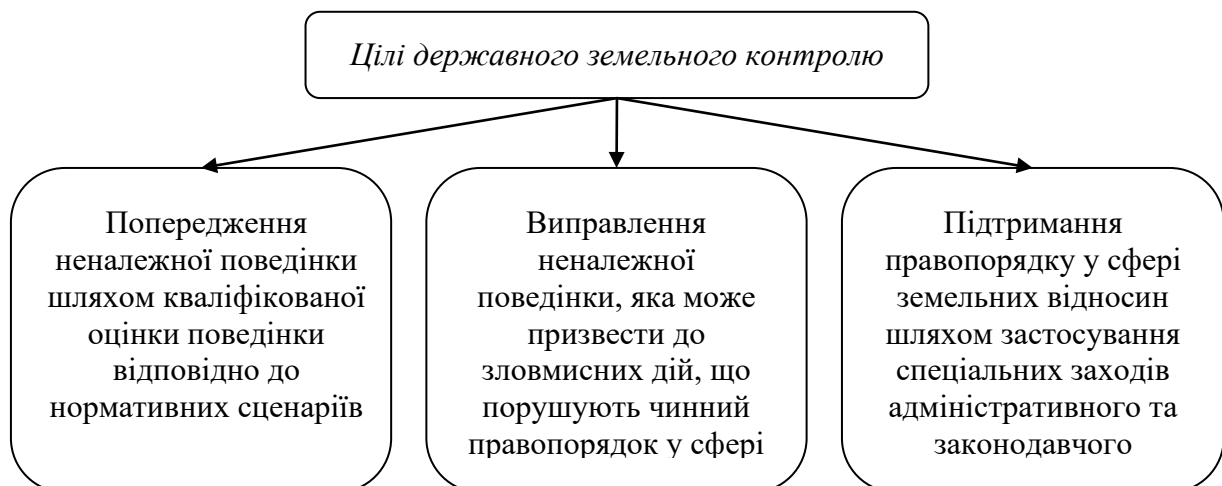 Цілі державного земельного контролю
Попередження
неналежної поведінки
шляхом кваліфікованої
оцінки поведінки
відповідно до
нормативних сценаріїв
Виправлення
неналежної
поведінки, яка може
призвести до
зловмисних дій, що
порушують чинний
правопорядок у сфері
Підтримання
правопорядку у сфері
земельних відносин
шляхом застосування
спеціальних заходів
адміністративного та
законодавчого